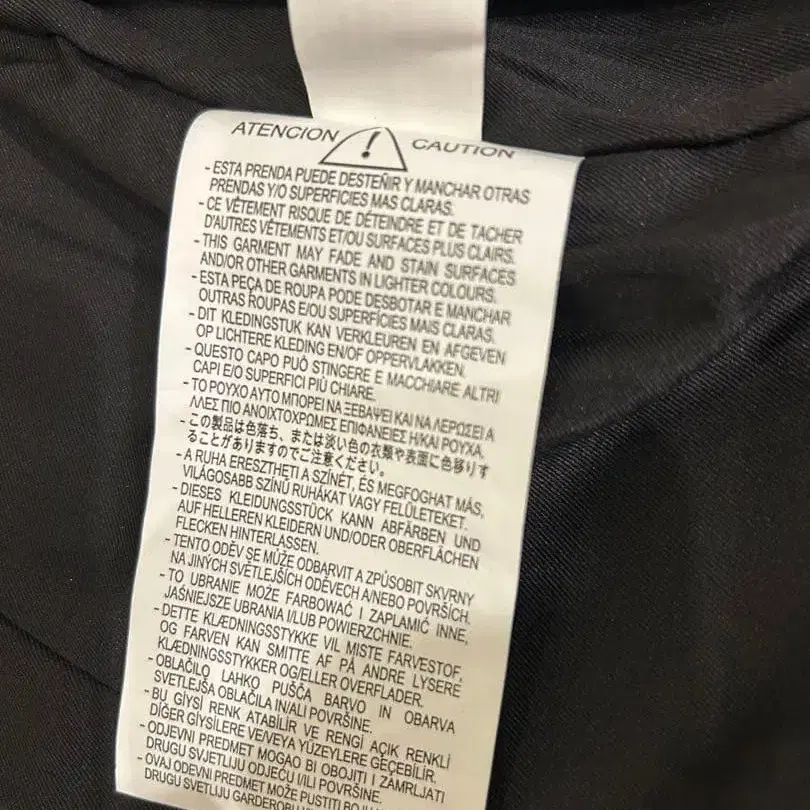 ATENCION ! CAUTION
- ESTA PRENDA PUEDE DESTEÑIR Y MANCHAR OTRAS
PRENDAS Y/O SUPERFICIES MAS CLARAS.
- CE VÊTEMENT RISQUE DE DÉTEINDRE ET DE TACHER
D'AUTRES VÊTEMENTS ET/OU SURFACES PLUS CLAIRS.
- THIS GARMENT MAY FADE AND STAIN SURFACES
AND/OR OTHER GARMENTS IN LIGHTER COLOURS.
- ESTA PEÇA DE ROUPA PODE DESBOTAR E MANCHAR
OUTRAS ROUPAS E/OU SUPERFÍCIES MAIS CLARAS.
- DIT KLEDINGSTUK KAN VERKLEUREN EN AFGEVEN
OP LICHTERE KLEDING EN/OF OPPERVLAKKEN.
- QUESTO CAPO PUÒ STINGERE E MACCHIARE ALTRI
CAPI E/O SUPERFICI PIÙ CHIARE.
- ΤΟ ΡΟΥΧΟ ΑΥΤΟ ΜΠΟΡΕΙ ΝΑ ΞΕΒΑΨΕΙ ΚΑΙ ΝΑ ΛΕΡΩΣΕΙ Α
ΛΛΕΣ ΠΙΟ ΑΝΟΙΧΤΟΧΡΩΜΕΣ ΕΠΙΦΑΝΕΙΕΣ Η/ΚΑΙ ΡΟΥΧΑ.
- この製品は色落ち、または淡い色の衣類や表面に色移りす
ることがありますのでご注意ください。
- A RUHA ERESZTHETI A SZÍNÉT, ÉS MEGFOGHAT MÁS,
VILÁGOSABB SZÍNŰ RUHÁKAT VAGY FELÜLETEKET.
- DIESES KLEIDUNGSSTÜCK KANN ABFÄRBEN UND
AUF HELLEREN KLEIDERN UND/ODER OBERFLÄCHEN
FLECKEN HINTERLASSEN.
- TENTO ODĚV SE MŮŽE ODBARVIT A ZPŮSOBIT SKVRNY
NA JINÝCH SVĚTLEJŠÍCH ODĚVECH A/NEBO POVRŠÍCH.
- TO UBRANIE MOŻE FARBOWAĆ I ZAPLAMIĆ INNE,
JAŚNIEJSZE UBRANIA I/LUB POWIERZCHNIE.
- DETTE KLÆDNINGSSTYKKE VIL MISTE FARVESTOF,
OG FARVEN KAN SMITTE AF PÅ ANDRE LYSERE
KLÆDNINGSSTYKKER OG/ELLER OVERFLADER.
- OBLAČILO LAHKO PUŠČA BARVO IN OBARVA
SVETLEJŠA OBLAČILA IN/ALI POVRŠINE.
- BU GİYSİ RENK ATABİLİR VE RENGİ AÇIK RENKLİ
DİĞER GİYSİLERE VE/VEYA YÜZEYLERE GEÇEBİLİR.
- ODJEVNI PREDMET MOGAO BI OBOJITI I ZAMRLJATI
DRUGU SVJETLIJU ODJEĆU I/ILI POVRŠINE.
- OVAJ ODEVNI PREDMET MOŽE PUSTITI BOJU
DRUGU SVETLIJU